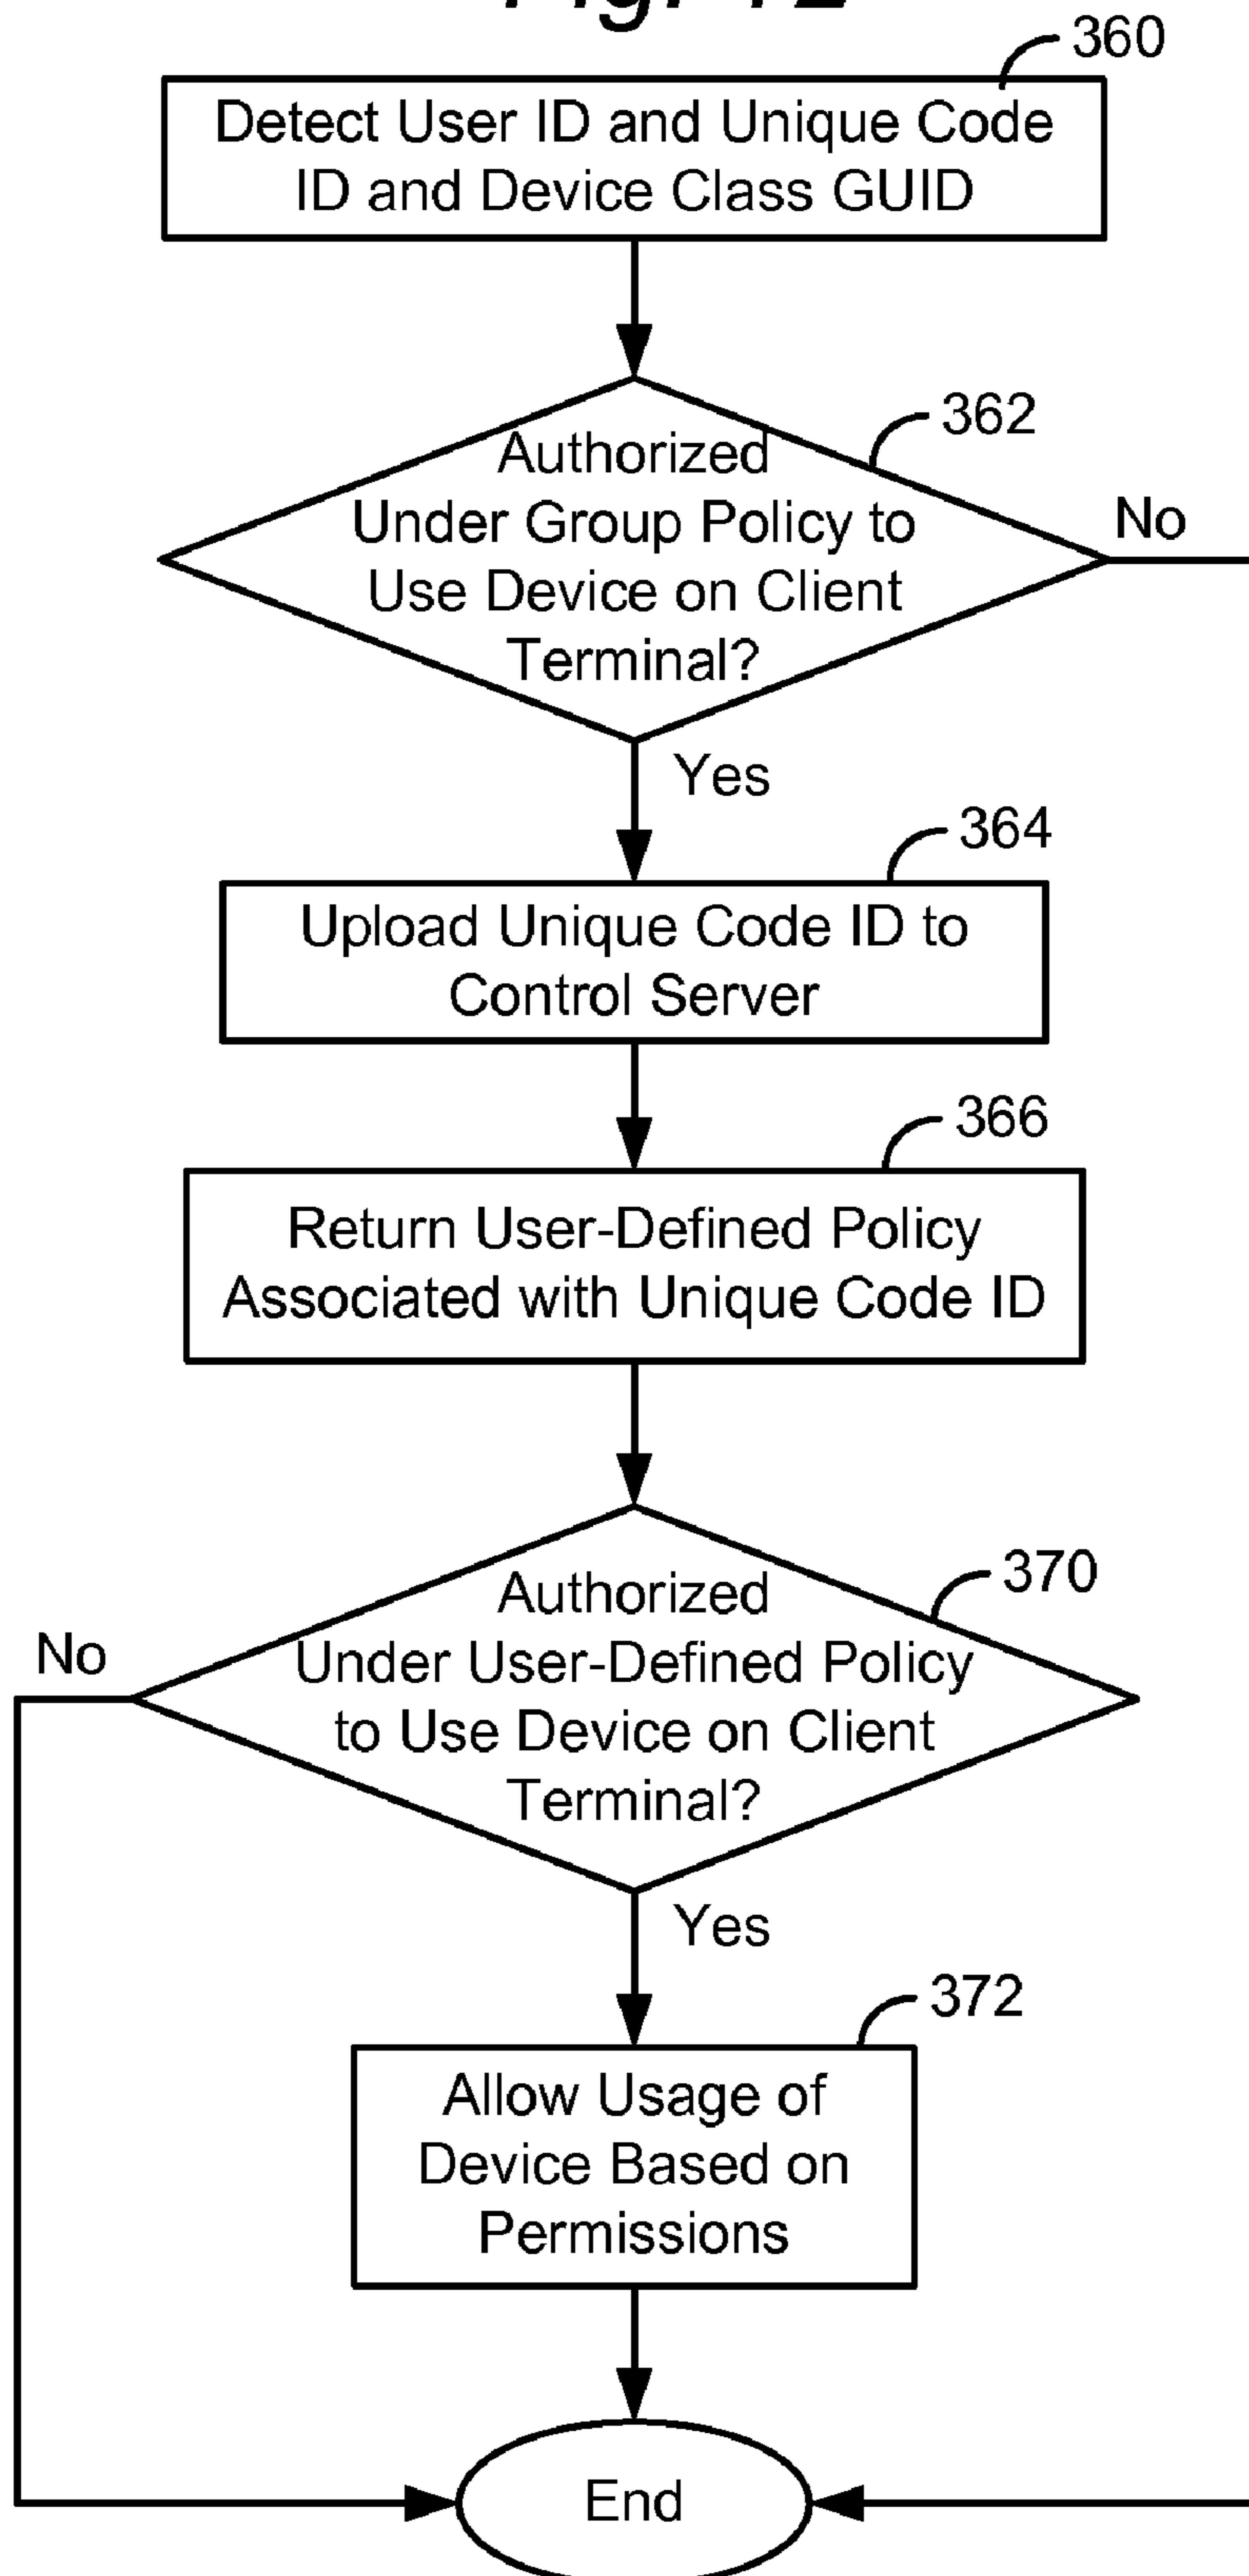 Fig. 12
360
Detect User ID and Unique Code
ID and Device Class GUID
362
Authorized
Under Group Policy to
Use Device on Client
Terminal?
No
Yes
364
Upload Unique Code ID to
Control Server
366
Return User-Defined Policy
Associated with Unique Code ID
370
Authorized
Under User-Defined Policy
to Use Device on Client
Terminal?
No
Yes
372
Allow Usage of
Device Based on
Permissions
End